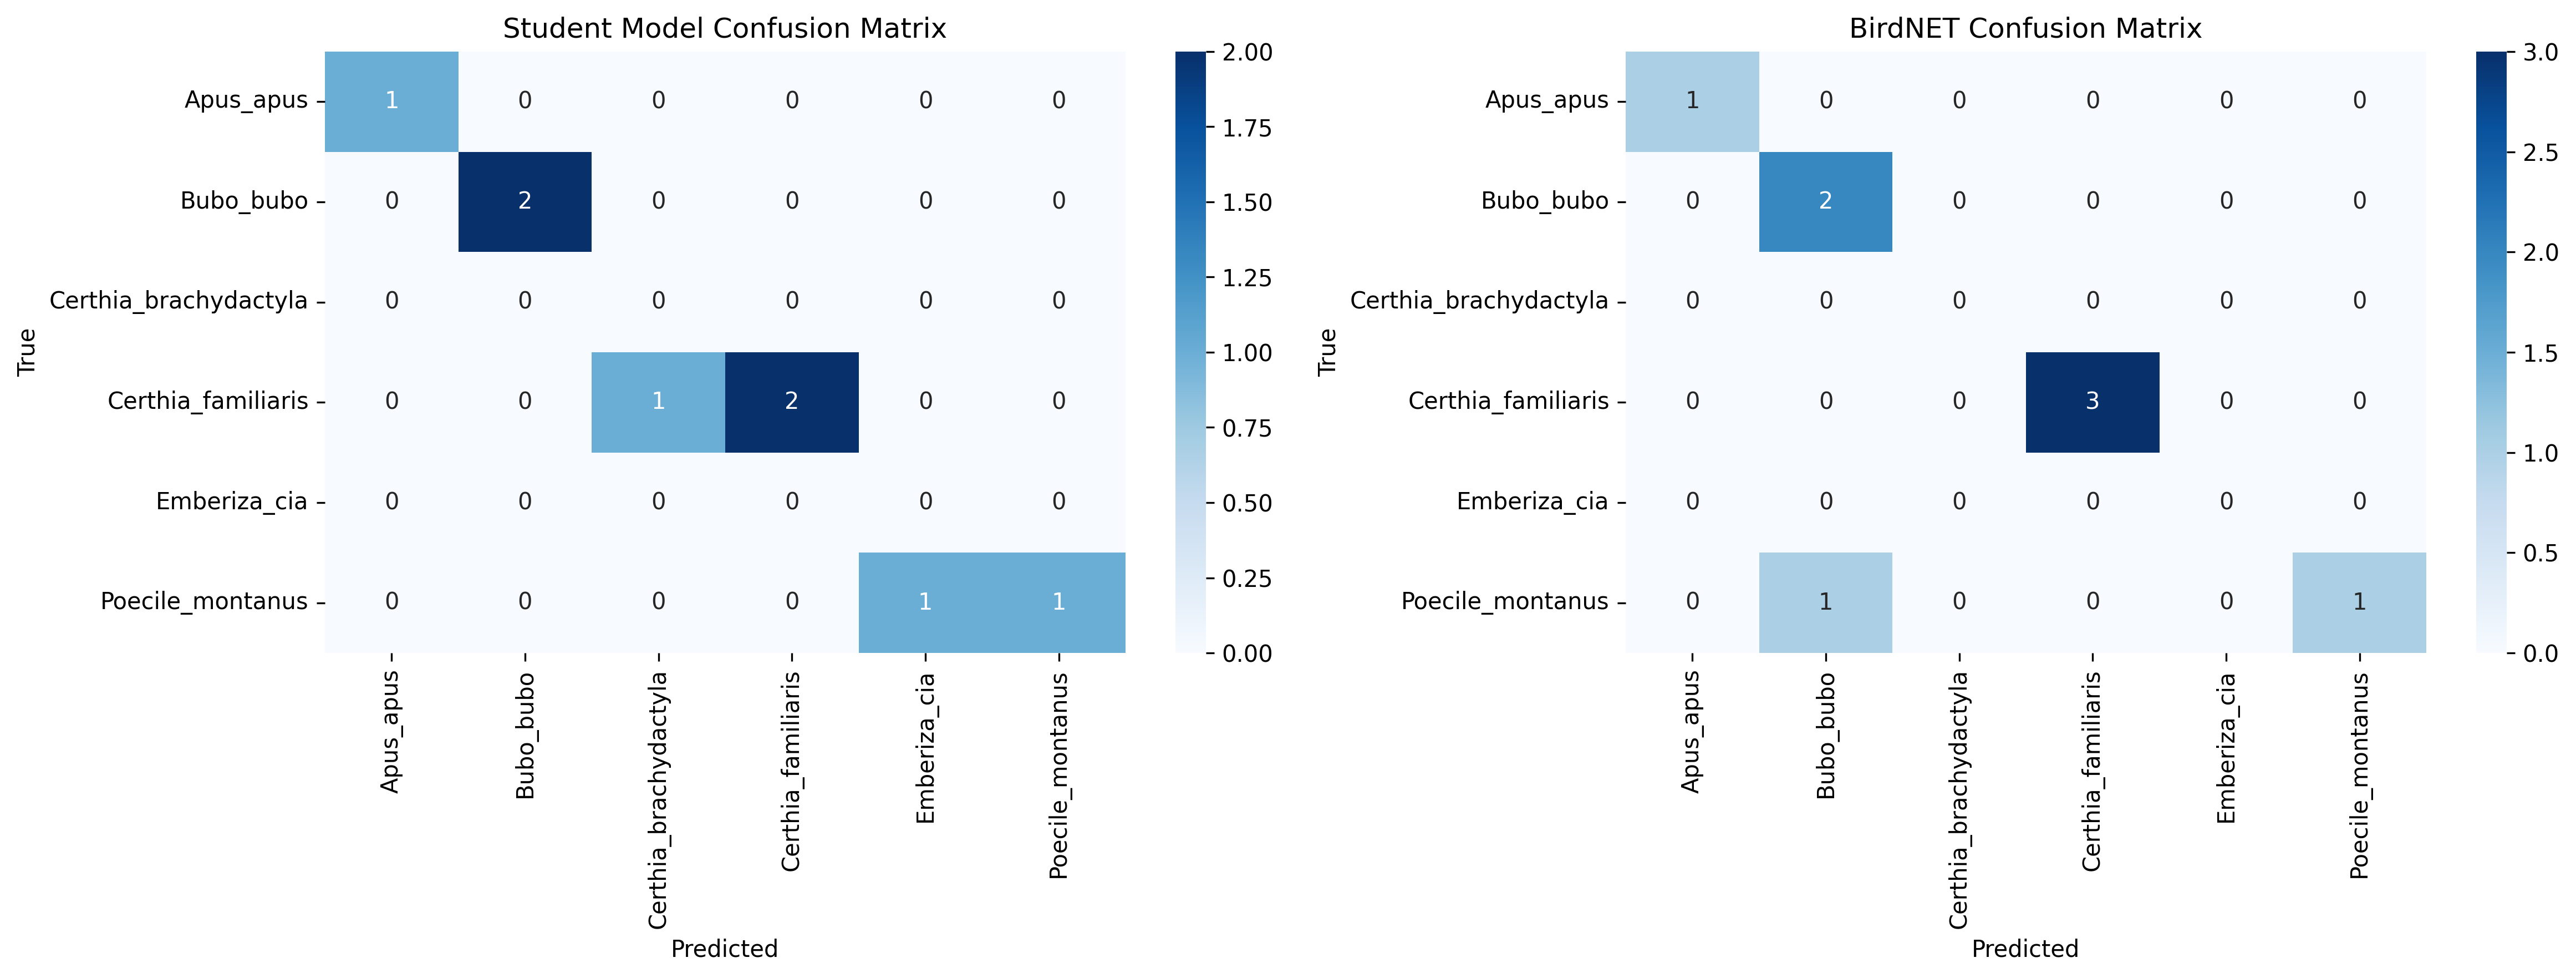 Student Model Confusion Matrix
True
Apus_apus 1 0 0 0 0 0
Bubo_bubo 0 2 0 0 0 0
Certhia_brachydactyla 0 0 0 0 0 0
Certhia_familiaris 0 0 1 2 0 0
Emberiza_cia 0 0 0 0 0 0
Poecile_montanus 0 0 0 0 1 1
Apus_apus
Bubo_bubo
Certhia_brachydactyla
Certhia_familiaris
Emberiza_cia
Poecile_montanus
Predicted
2.00
1.75
1.50
1.25
1.00
0.75
0.50
0.25
0.00
BirdNET Confusion Matrix
True
Apus_apus 1 0 0 0 0 0
Bubo_bubo 0 2 0 0 0 0
Certhia_brachydactyla 0 0 0 0 0 0
Certhia_familiaris 0 0 0 3 0 0
Emberiza_cia 0 0 0 0 0 0
Poecile_montanus 0 1 0 0 0 1
Apus_apus
Bubo_bubo
Certhia_brachydactyla
Certhia_familiaris
Emberiza_cia
Poecile_montanus
Predicted
3.0
2.5
2.0
1.5
1.0
0.5
0.0